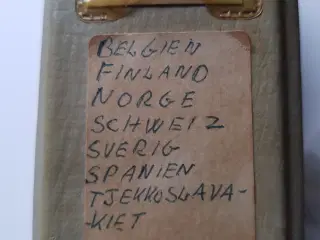 BELGIEN
FINLAND
NORGE
SCHWEIZ
SVERIG
SPANIEN
TJEKKOSLAVA-
-KIET